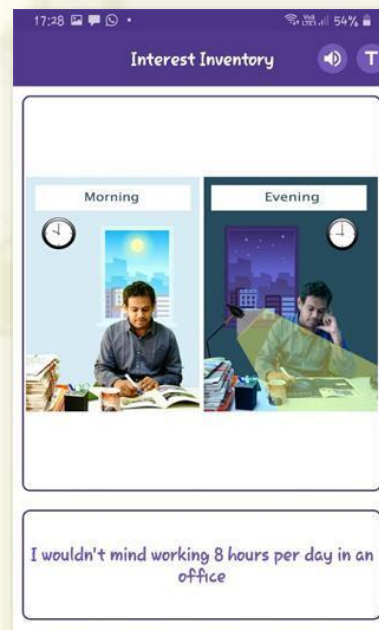 17:28 54%
Interest Inventory T
Morning Evening
I wouldn't mind working 8 hours per day in an
office